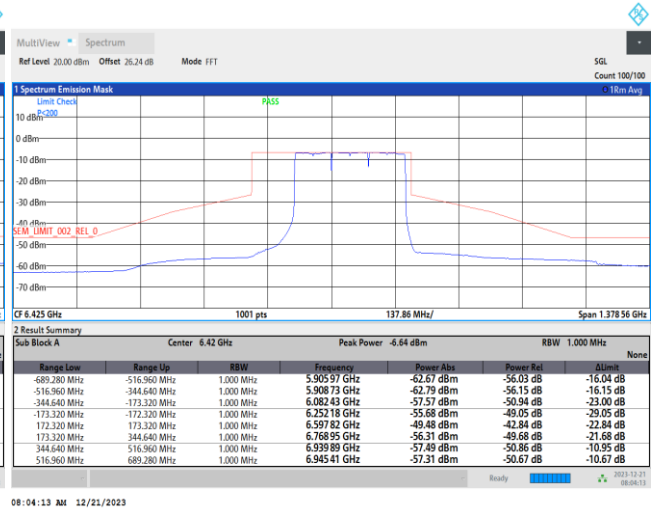 MultiView Spectrum
Ref Level 20.00 dBm Offset 26.24 dB Mode FFT SGL
Count 100/100
1 Spectrum Emission Mask 1Rm Avg
Limit Check PASS
P<200
10 dBm
0 dBm
-10 dBm
-20 dBm
-30 dBm
-40 dBm
SEM_LIMIT_002_REL_0
-50 dBm
-60 dBm
-70 dBm
CF 6.425 GHz 1001 pts 137.86 MHz/ Span 1.378 56 GHz
2 Result Summary
Sub Block A Center 6.42 GHz Peak Power -6.64 dBm RBW 1.000 MHz
None
Range Low Range Up RBW Frequency Power Abs Power Rel ΔLimit
-689.280 MHz -516.960 MHz 1.000 MHz 5.905 97 GHz -62.67 dBm -56.03 dB -16.04 dB
-516.960 MHz -344.640 MHz 1.000 MHz 5.908 73 GHz -62.79 dBm -56.15 dB -16.15 dB
-344.640 MHz -173.320 MHz 1.000 MHz 6.082 43 GHz -57.57 dBm -50.94 dB -23.00 dB
-173.320 MHz -172.320 MHz 1.000 MHz 6.252 18 GHz -55.68 dBm -49.05 dB -29.05 dB
172.320 MHz 173.320 MHz 1.000 MHz 6.597 82 GHz -49.48 dBm -42.84 dB -22.84 dB
173.320 MHz 344.640 MHz 1.000 MHz 6.768 95 GHz -56.31 dBm -49.68 dB -21.68 dB
344.640 MHz 516.960 MHz 1.000 MHz 6.939 89 GHz -57.49 dBm -50.86 dB -10.95 dB
516.960 MHz 689.280 MHz 1.000 MHz 6.945 41 GHz -57.31 dBm -50.67 dB -10.67 dB
Ready 2023-12-21
08:04:13
08:04:13 AM 12/21/2023